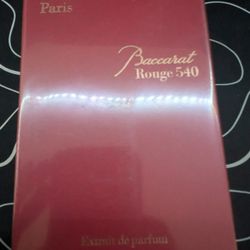 Paris
Baccarat
Rouge 540
Extrait de parfum